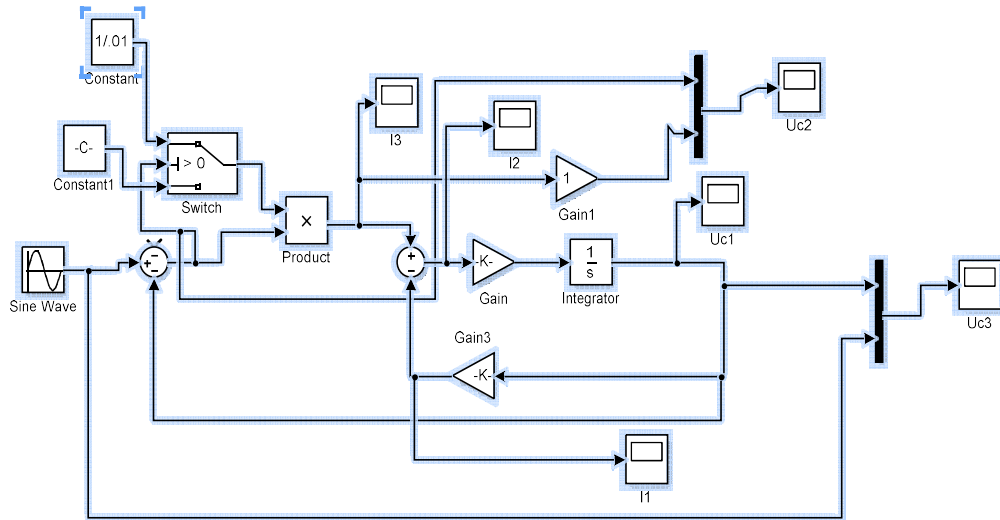 1/.01
Constant
-C-
Constant1
> 0
Switch
×
Product
Sine Wave
I3
I2
1
Gain1
Uc2
Uc1
-K-
Gain
1
s
Integrator
Gain3
-K-
Uc3
I1